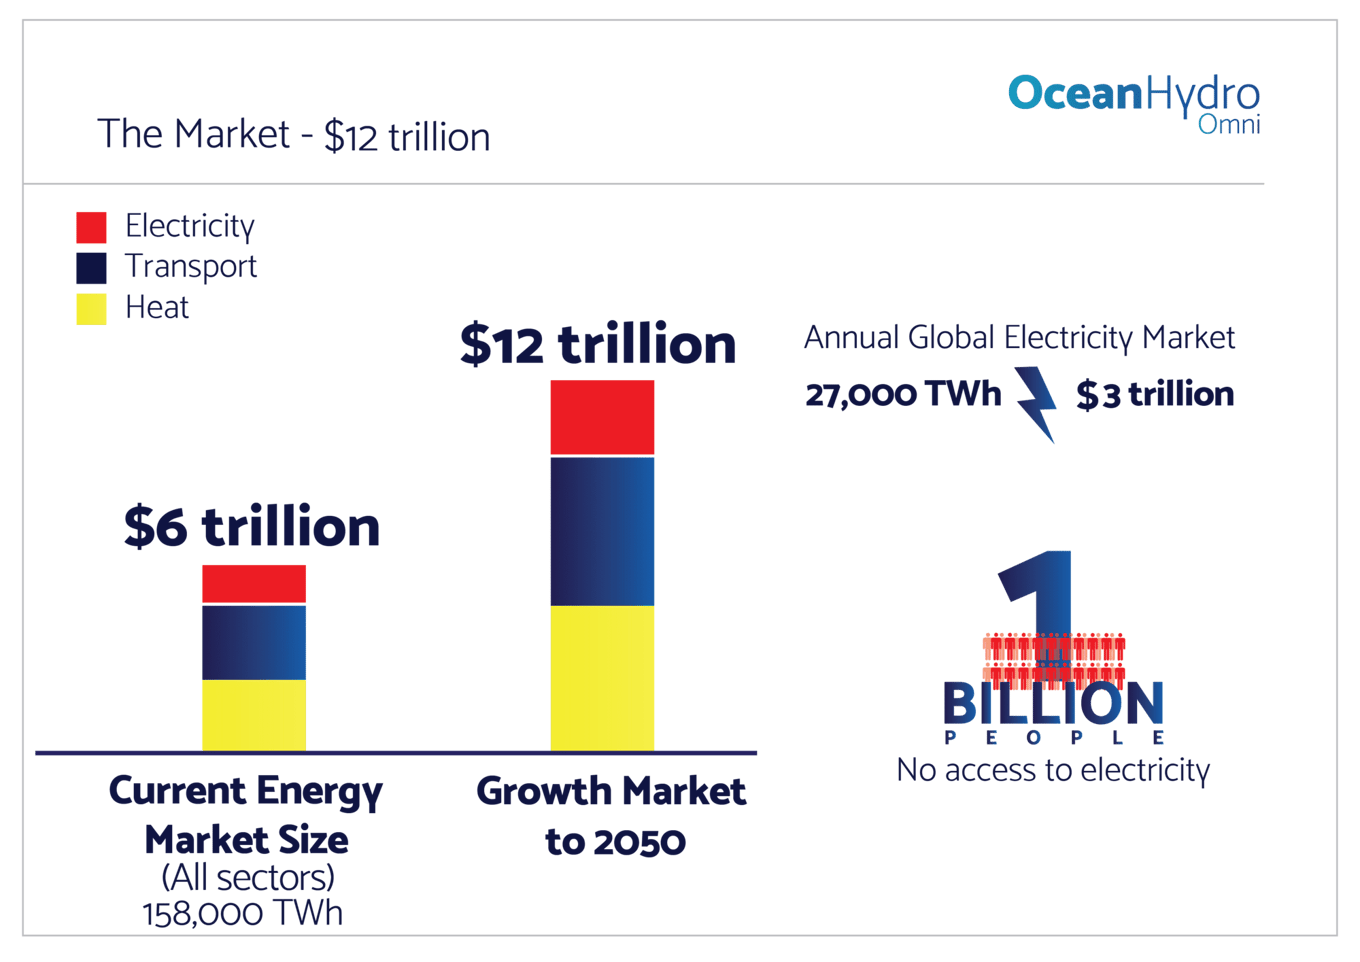 OceanHydro
Omni
The Market - $12 trillion
Electricity
Transport
Heat
$12 trillion
$6 trillion
Current Energy
Market Size
(All sectors)
158,000 TWh
Growth Market
to 2050
Annual Global Electricity Market
27,000 TWh $3 trillion
1
BILLION
PEOPLE
No access to electricity